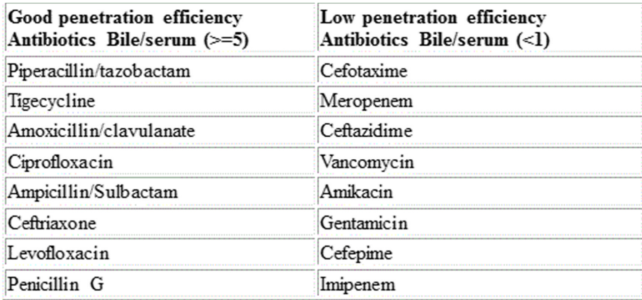 Good penetration efficiency Low penetration efficiency
Antibiotics Bile/serum (>=5) Antibiotics Bile/serum (<1)
Piperacillin/tazobactam Cefotaxime
Tigecycline Meropenem
Amoxicillin/clavulanate Ceftazidime
Ciprofloxacin Vancomycin
Ampicillin/Sulbactam Amikacin
Ceftriaxone Gentamicin
Levofloxacin Cefepime
Penicillin G Imipenem